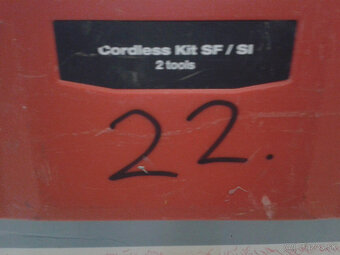 Cordless Kit SF / SI
2 tools
22.